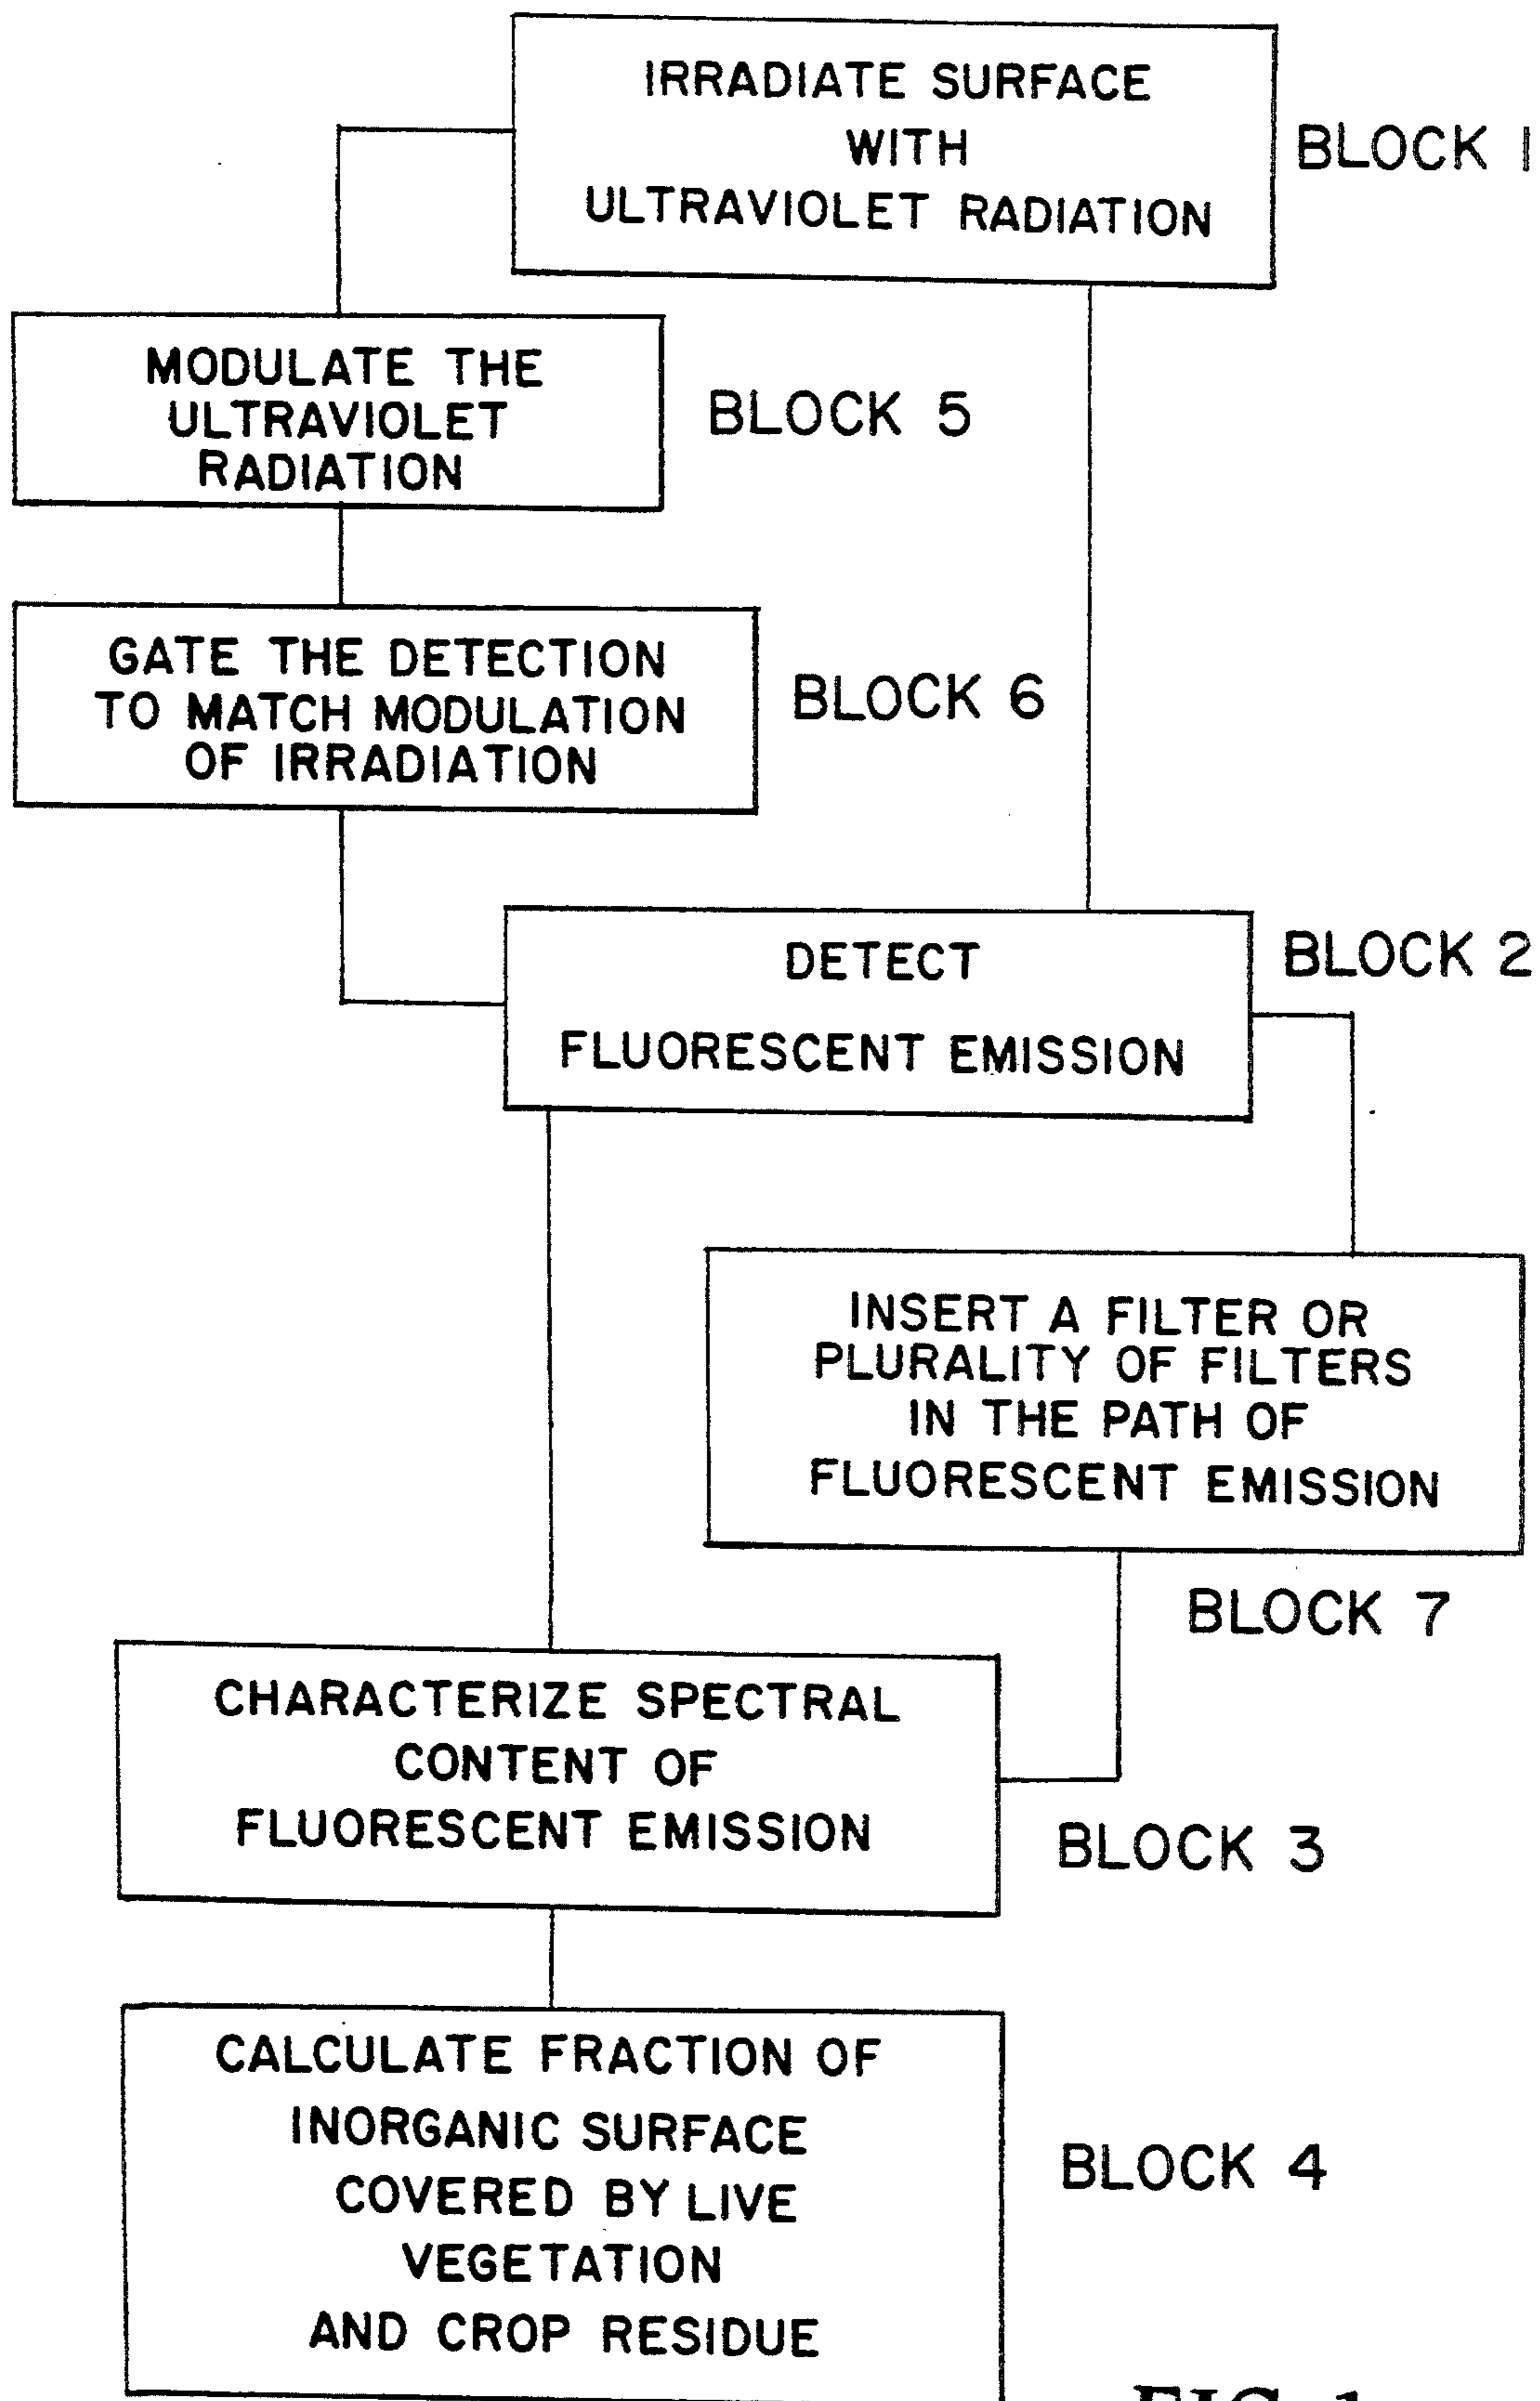 IRRADIATE SURFACE
WITH
ULTRAVIOLET RADIATION
BLOCK 1
MODULATE THE
ULTRAVIOLET
RADIATION
BLOCK 5
GATE THE DETECTION
TO MATCH MODULATION
OF IRRADIATION
BLOCK 6
DETECT
FLUORESCENT EMISSION
BLOCK 2
INSERT A FILTER OR
PLURALITY OF FILTERS
IN THE PATH OF
FLUORESCENT EMISSION
BLOCK 7
CHARACTERIZE SPECTRAL
CONTENT OF
FLUORESCENT EMISSION
BLOCK 3
CALCULATE FRACTION OF
INORGANIC SURFACE
COVERED BY LIVE
VEGETATION
AND CROP RESIDUE
BLOCK 4